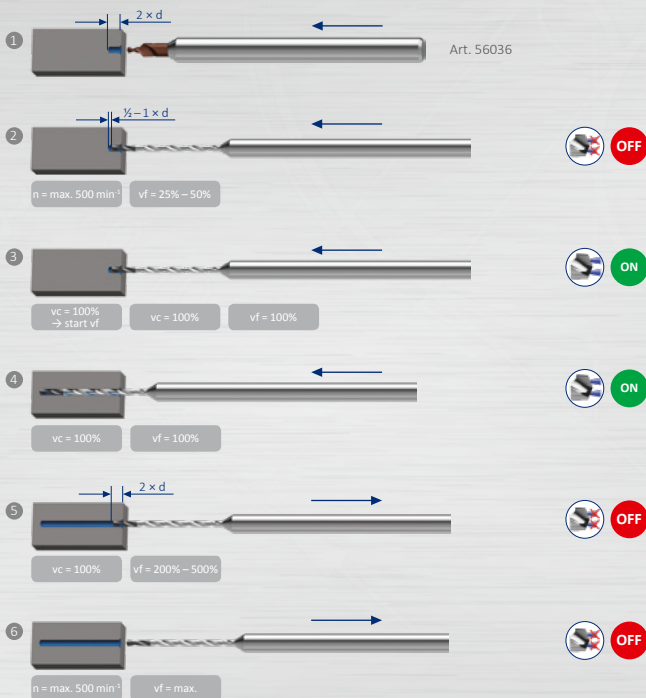 2 × d
1
Art. 56036
½ – 1 × d
2
OFF
n = max. 500 min⁻¹
vf = 25% – 50%
3
ON
vc = 100%
→ start vf
vc = 100%
vf = 100%
4
ON
vc = 100%
vf = 100%
2 × d
5
OFF
vc = 100%
vf = 200% – 500%
6
OFF
n = max. 500 min⁻¹
vf = max.